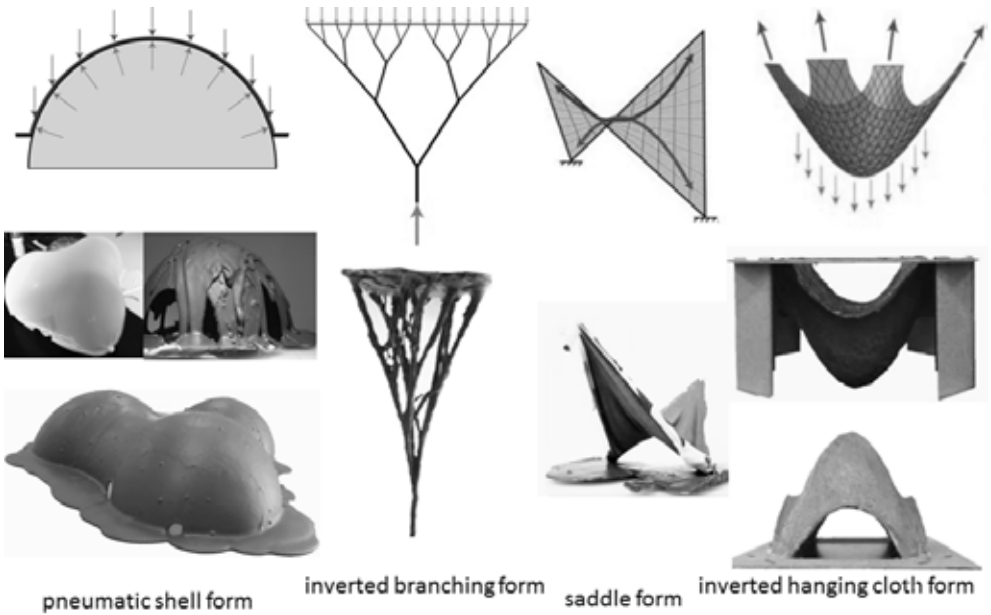 pneumatic shell form
inverted branching form
saddle form
inverted hanging cloth form